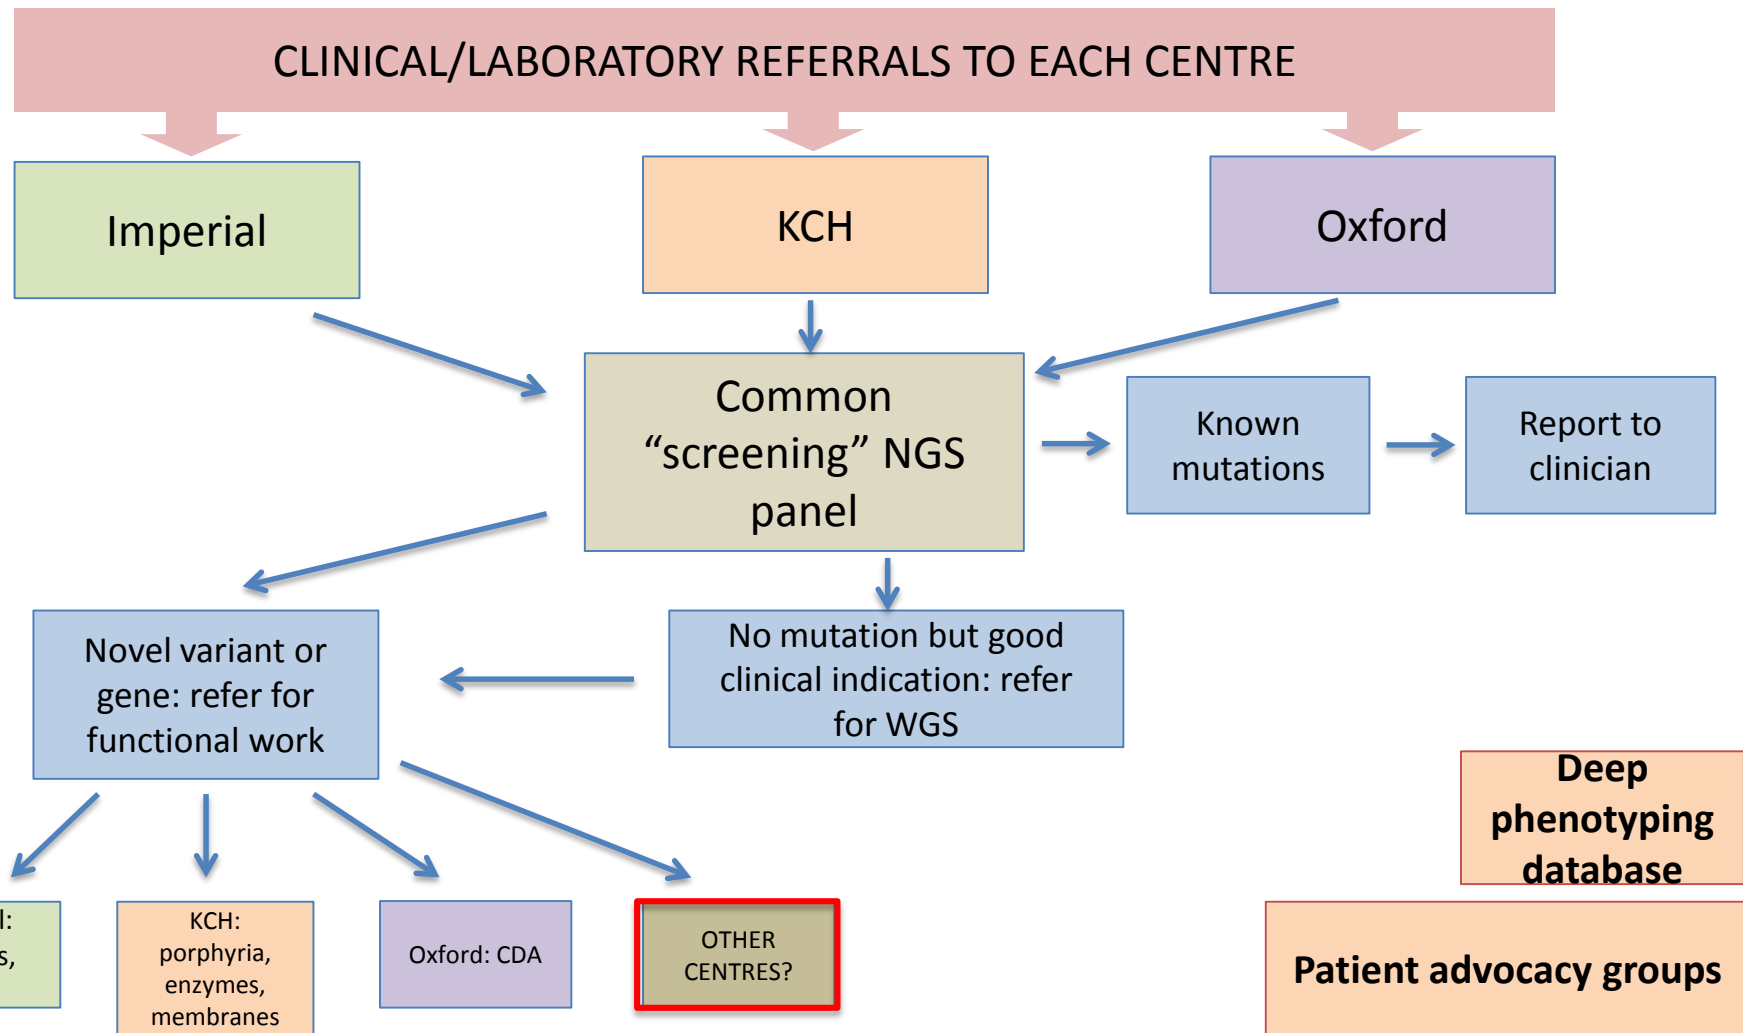 CLINICAL/LABORATORY REFERRALS TO EACH CENTRE
Imperial
KCH
Oxford
Common
“screening” NGS
panel
Known
mutations
Report to
clinician
Novel variant or
gene: refer for
functional work
No mutation but good
clinical indication: refer
for WGS
Deep
phenotyping
database
KCH:
porphyria,
enzymes,
membranes
Oxford: CDA
OTHER
CENTRES?
Patient advocacy groups